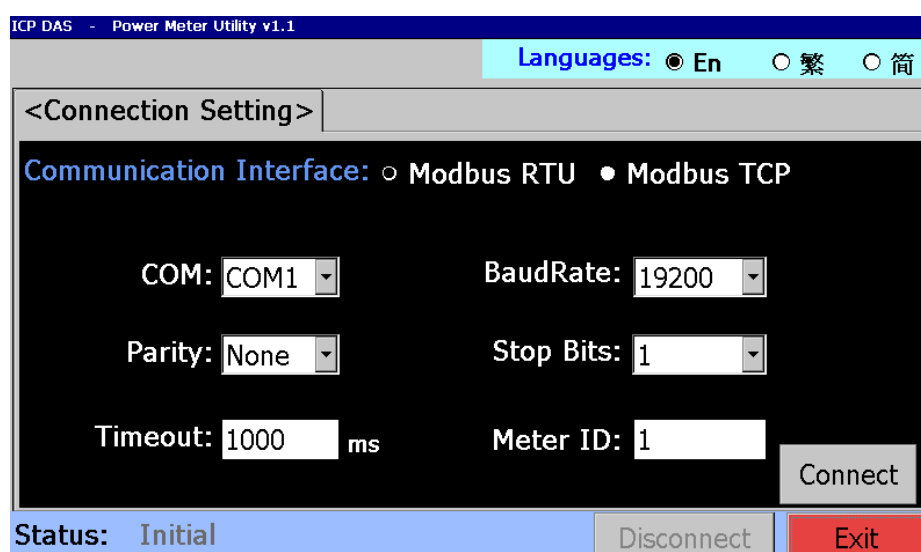 ICP DAS - Power Meter Utility v1.1
Languages: En 繁 简
<Connection Setting>
Communication Interface: Modbus RTU Modbus TCP
COM: COM1 BaudRate: 19200
Parity: None Stop Bits: 1
Timeout: 1000 ms Meter ID: 1
Connect
Status: Initial Disconnect Exit